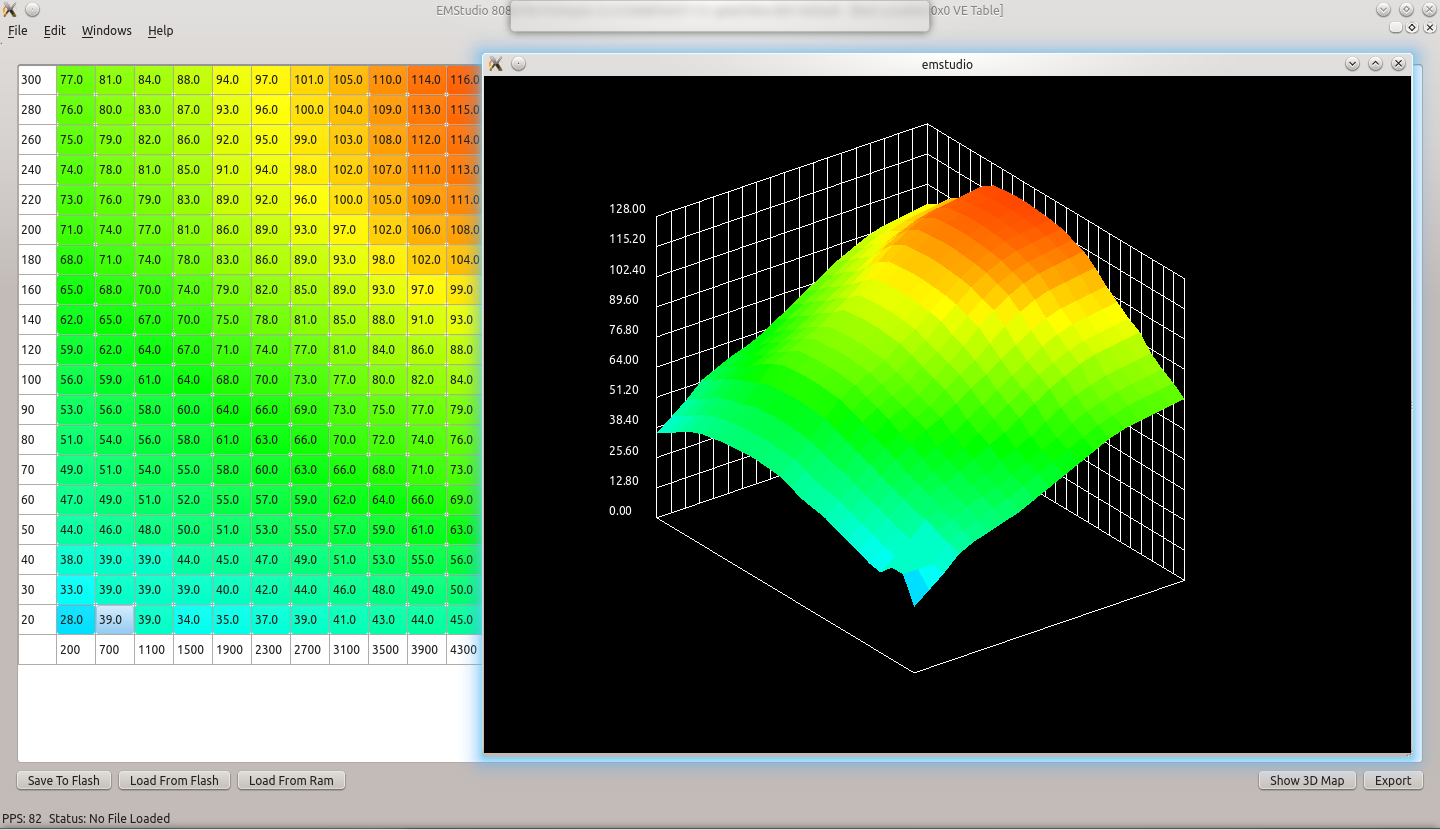 EMStudio 808
0x0 VE Table]
File Edit Windows Help
emstudio
300 77.0 81.0 84.0 88.0 94.0 97.0 101.0 105.0 110.0 114.0 116.0
280 76.0 80.0 83.0 87.0 93.0 96.0 100.0 104.0 109.0 113.0 115.0
260 75.0 79.0 82.0 86.0 92.0 95.0 99.0 103.0 108.0 112.0 114.0
240 74.0 78.0 81.0 85.0 91.0 94.0 98.0 102.0 107.0 111.0 113.0
220 73.0 76.0 79.0 83.0 89.0 92.0 96.0 100.0 105.0 109.0 111.0
200 71.0 74.0 77.0 81.0 86.0 89.0 93.0 97.0 102.0 106.0 108.0
180 68.0 71.0 74.0 78.0 83.0 86.0 89.0 93.0 98.0 102.0 104.0
160 65.0 68.0 70.0 74.0 79.0 82.0 85.0 89.0 93.0 97.0 99.0
140 62.0 65.0 67.0 70.0 75.0 78.0 81.0 85.0 88.0 91.0 93.0
120 59.0 62.0 64.0 67.0 71.0 74.0 77.0 81.0 84.0 86.0 88.0
100 56.0 59.0 61.0 64.0 68.0 70.0 73.0 77.0 80.0 82.0 84.0
90 53.0 56.0 58.0 60.0 64.0 66.0 69.0 73.0 75.0 77.0 79.0
80 51.0 54.0 56.0 58.0 61.0 63.0 66.0 70.0 72.0 74.0 76.0
70 49.0 51.0 54.0 55.0 58.0 60.0 63.0 66.0 68.0 71.0 73.0
60 47.0 49.0 51.0 52.0 55.0 57.0 59.0 62.0 64.0 66.0 69.0
50 44.0 46.0 48.0 50.0 51.0 53.0 55.0 57.0 59.0 61.0 63.0
40 38.0 39.0 39.0 44.0 45.0 47.0 49.0 51.0 53.0 55.0 56.0
30 33.0 39.0 39.0 39.0 40.0 42.0 44.0 46.0 48.0 49.0 50.0
20 28.0 39.0 39.0 34.0 35.0 37.0 39.0 41.0 43.0 44.0 45.0
200 700 1100 1500 1900 2300 2700 3100 3500 3900 4300
128.00
115.20
102.40
89.60
76.80
64.00
51.20
38.40
25.60
12.80
0.00
Save To Flash Load From Flash Load From Ram Show 3D Map Export
PPS: 82 Status: No File Loaded